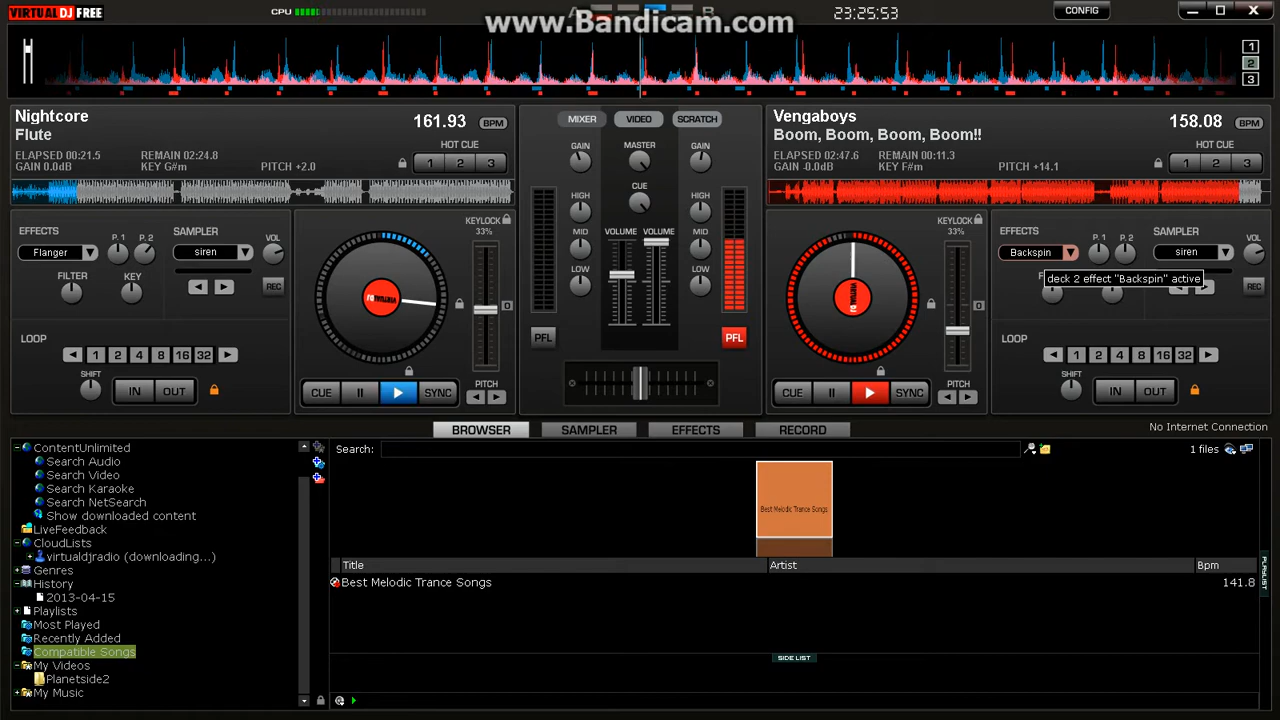 VIRTUAL DJ FREE
CPU
A
B
www.Bandicam.com
23:25:53
CONFIG
1
2
3
Nightcore
Flute
161.93 BPM
ELAPSED 00:21.5 REMAIN 02:24.8
GAIN 0.0dB KEY G#m PITCH +2.0
HOT CUE
1 2 3
MIXER VIDEO SCRATCH
GAIN MASTER GAIN
HIGH CUE HIGH
MID VOLUME VOLUME MID
LOW LOW
PFL PFL
Vengaboys
Boom, Boom, Boom, Boom!!
158.08 BPM
ELAPSED 02:47.6 REMAIN 00:11.3
GAIN -0.0dB KEY F#m PITCH +14.1
HOT CUE
1 2 3
EFFECTS P.1 P.2 SAMPLER VOL
Flanger siren
FILTER KEY REC
LOOP
1 2 4 8 16 32
SHIFT IN OUT
KEYLOCK
33%
0
VIRTUALDJ
CUE SYNC
PITCH
KEYLOCK
33%
0
CUE SYNC
PITCH
EFFECTS P.1 P.2 SAMPLER VOL
Backspin siren
deck 2 effect "Backspin" active
REC
LOOP
1 2 4 8 16 32
SHIFT IN OUT
BROWSER SAMPLER EFFECTS RECORD
No Internet Connection
ContentUnlimited
Search Audio
Search Video
Search Karaoke
Search NetSearch
Show downloaded content
LiveFeedback
CloudLists
virtualdjradio (downloading...)
Genres
History
2013-04-15
Playlists
Most Played
Recently Added
Compatible Songs
My Videos
Planetside2
My Music
Search:
1 files
Best Melodic Trance Songs
Title Artist Bpm
Best Melodic Trance Songs 141.8
SIDE LIST
PLAYLIST